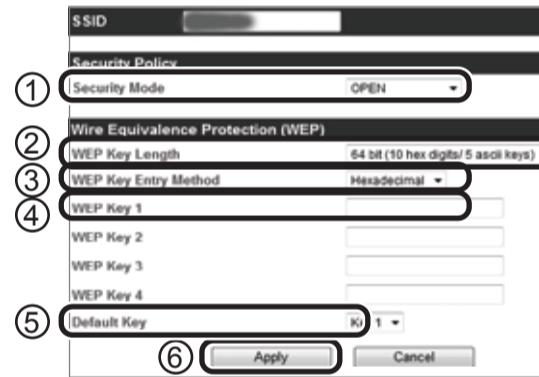 SSID
Security Policy
① Security Mode OPEN
Wire Equivalence Protection (WEP)
② WEP Key Length 64 bit (10 hex digits/ 5 ascii keys)
③ WEP Key Entry Method Hexadecimal
④ WEP Key 1
WEP Key 2
WEP Key 3
WEP Key 4
⑤ Default Key 1
⑥ Apply Cancel